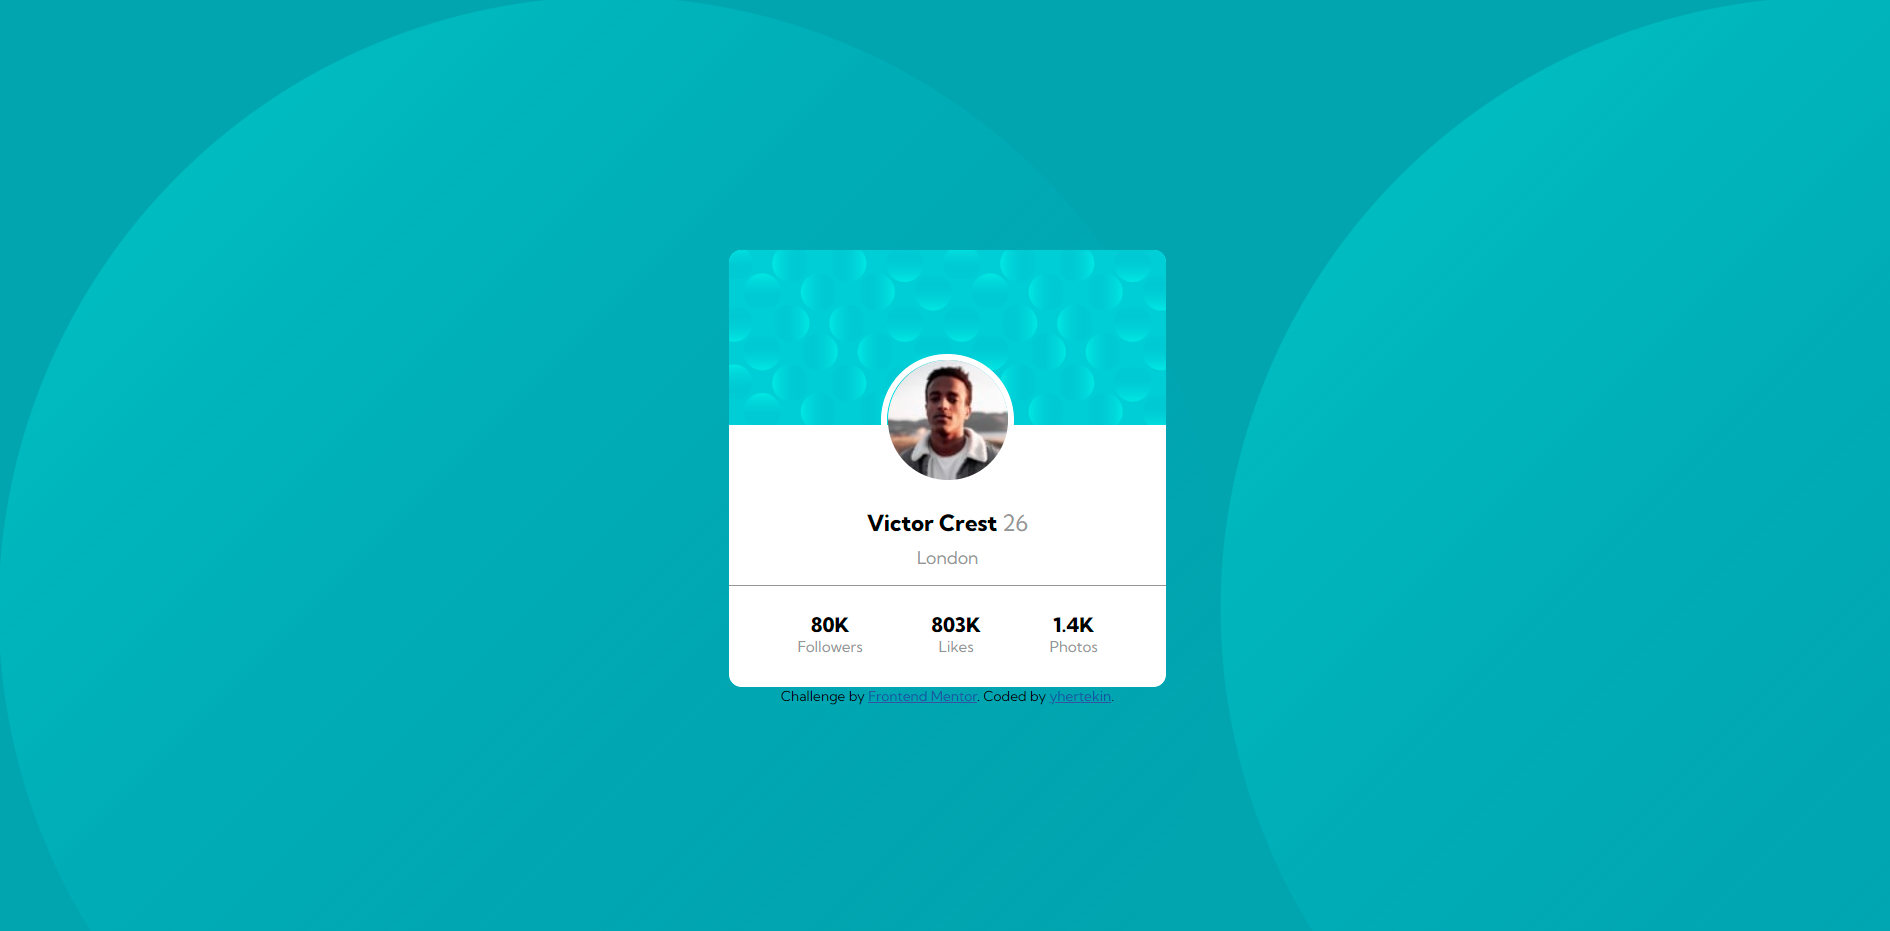 Victor Crest 26
London
80K 803K 1.4K
Followers Likes Photos
Challenge by Frontend Mentor. Coded by yhertekin.